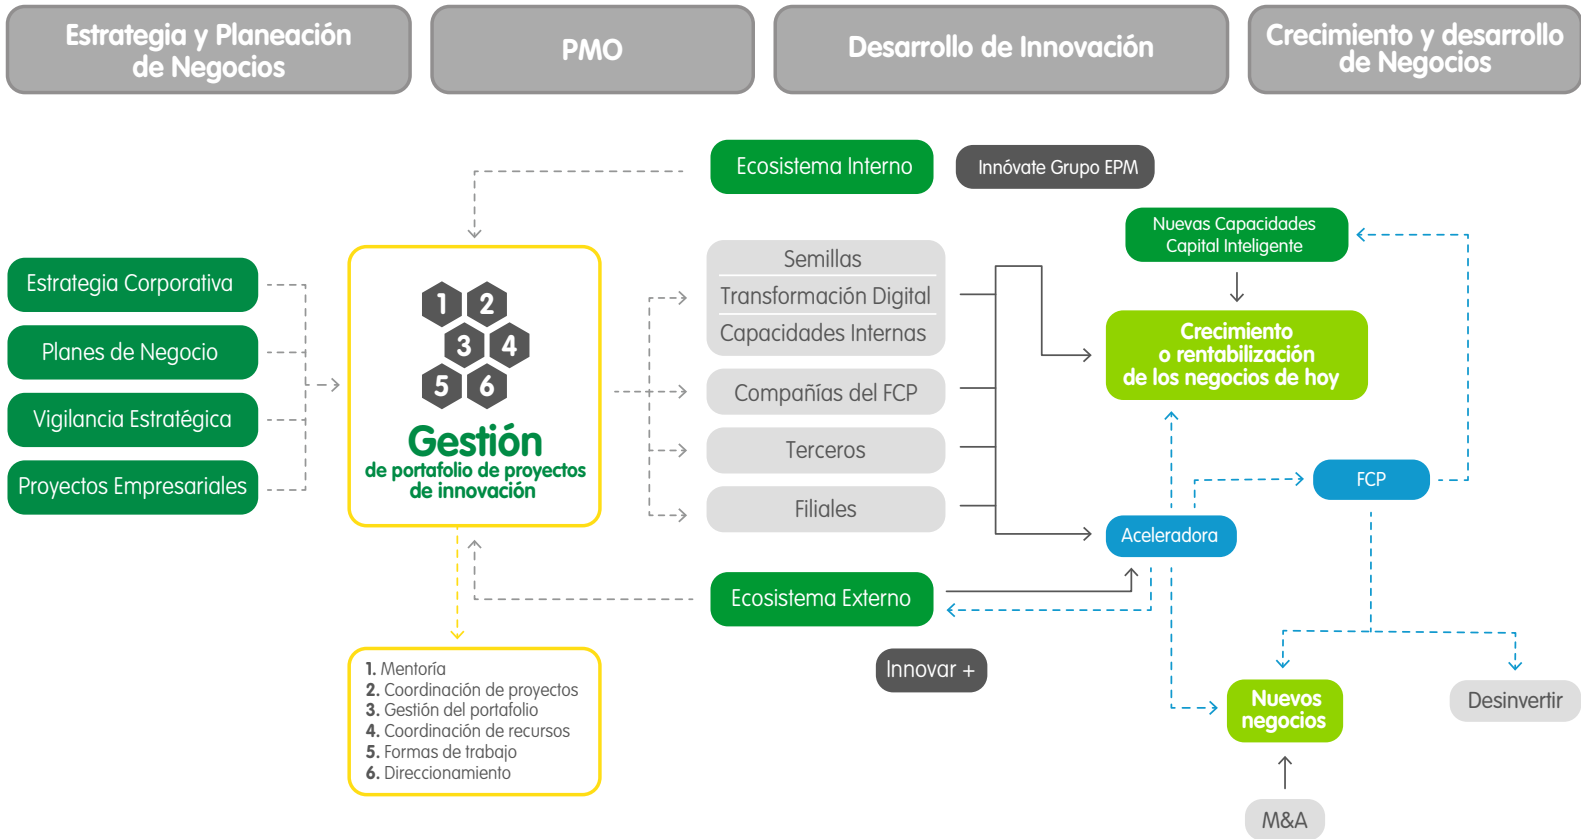 Estrategia y Planeación
de Negocios
PMO
Desarrollo de Innovación
Crecimiento y desarrollo
de Negocios
Ecosistema Interno
Innóvate Grupo EPM
Nuevas Capacidades
Capital Inteligente
Estrategia Corporativa
Planes de Negocio
Vigilancia Estratégica
Proyectos Empresariales
1 2
3 4
5 6
Gestión
de portafolio de proyectos
de innovación
Semillas
Transformación Digital
Capacidades Internas
Compañías del FCP
Terceros
Filiales
Crecimiento
o rentabilización
de los negocios de hoy
FCP
Aceleradora
Ecosistema Externo
Innovar +
1. Mentoría
2. Coordinación de proyectos
3. Gestión del portafolio
4. Coordinación de recursos
5. Formas de trabajo
6. Direccionamiento
Nuevos
negocios
Desinvertir
M&A